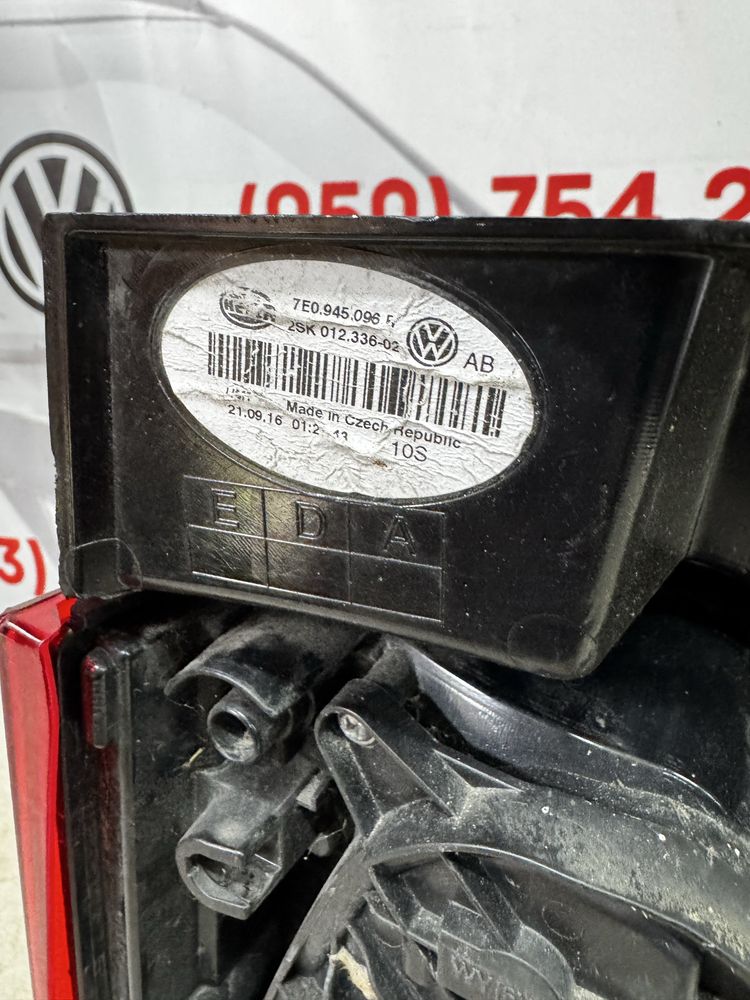 (050) 754 2
3)
HELLA
7E0.945.096
2SK 012.336-02
AB
Made in Czech Republic
21.09.16
10S
E D A